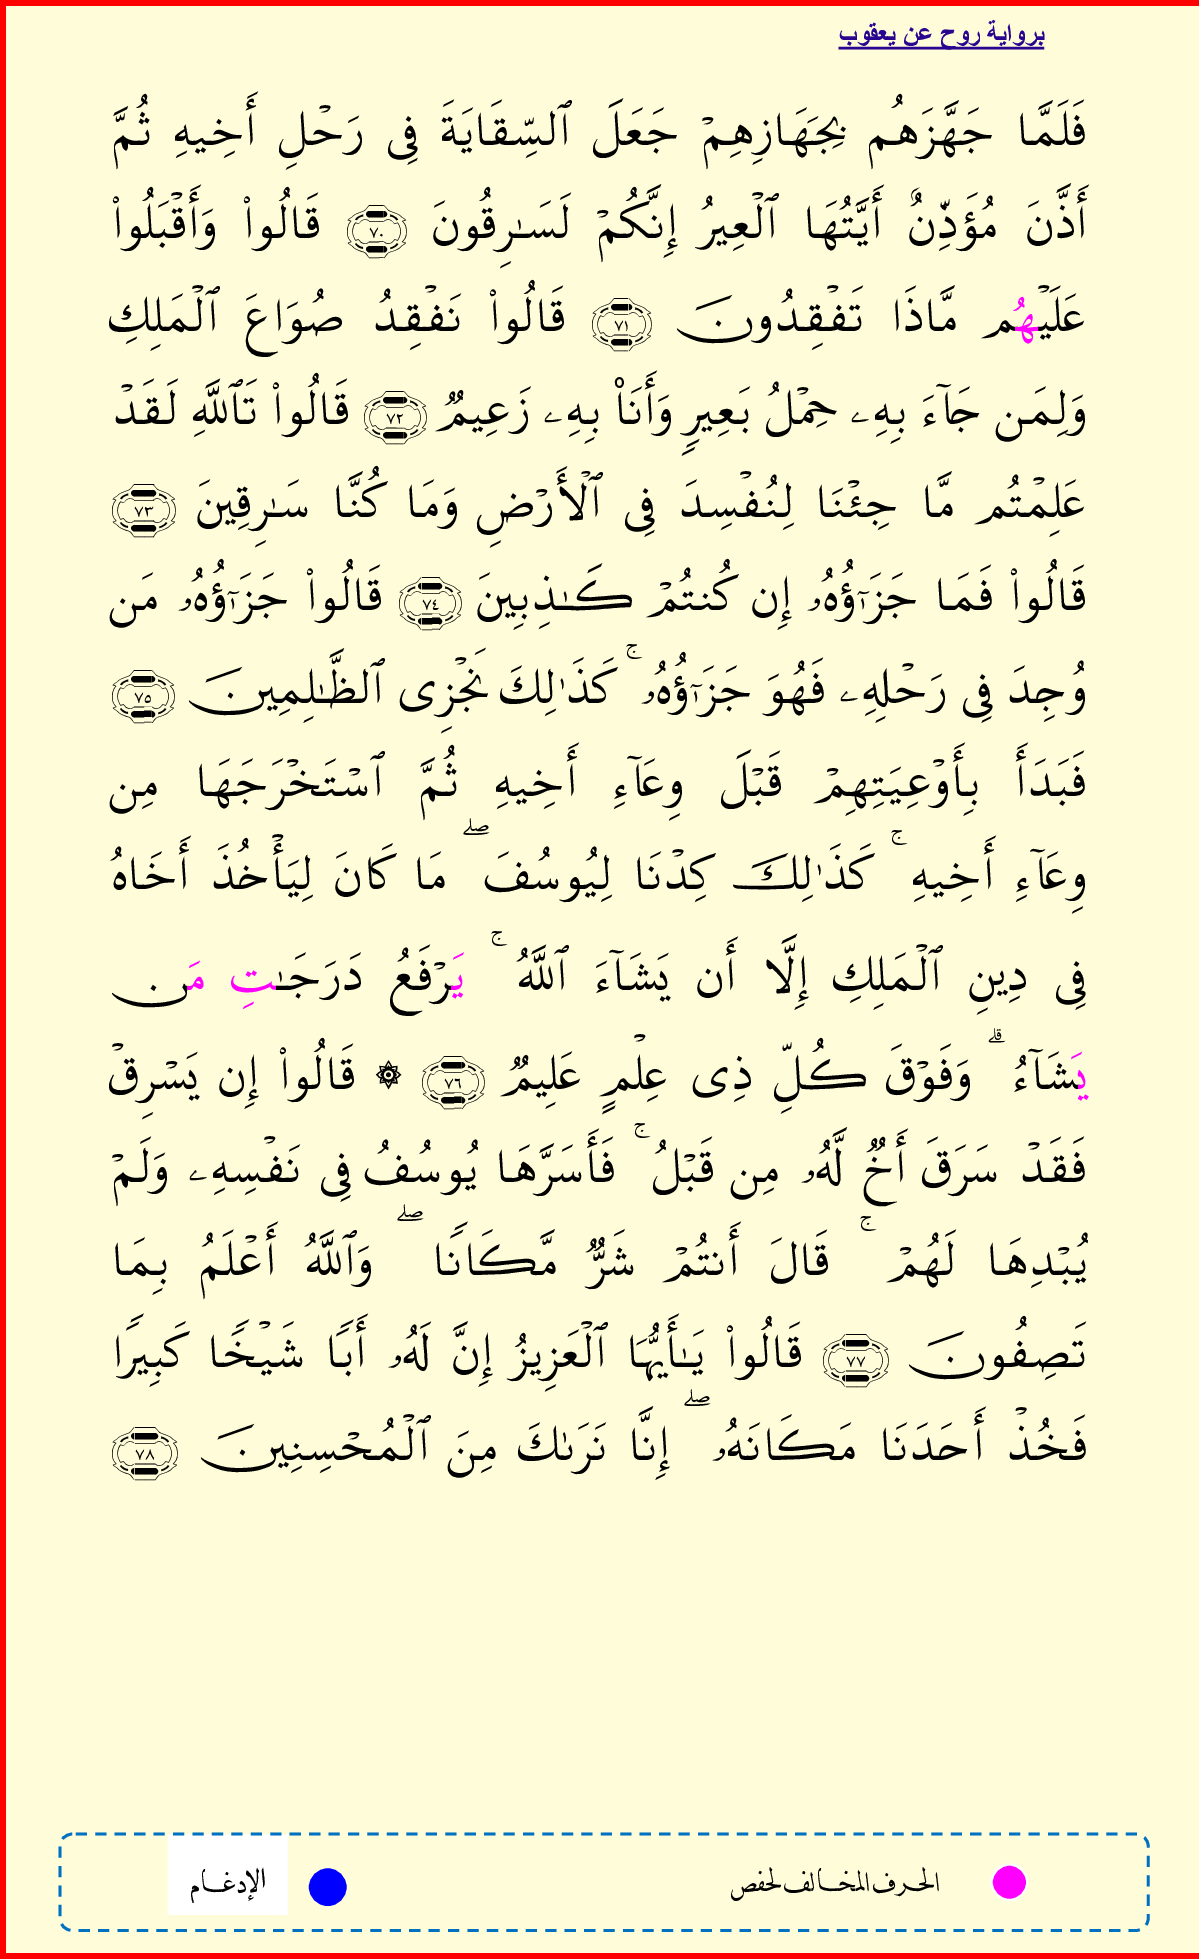 برواية روح عن يعقوب
فَلَمَّا جَهَّزَهُم بِجَهَازِهِمۡ جَعَلَ ٱلسِّقَايَةَ فِي رَحۡلِ أَخِيهِ ثُمَّ
أَذَّنَ مُؤَذِّنٌ أَيَّتُهَا ٱلۡعِيرُ إِنَّكُمۡ لَسَـٰرِقُونَ ٧٠ قَالُواْ وَأَقۡبَلُواْ
عَلَيۡهُم مَّاذَا تَفۡقِدُونَ ٧١ قَالُواْ نَفۡقِدُ صُوَاعَ ٱلۡمَلِكِ
وَلِمَن جَآءَ بِهِۦ حِمۡلُ بَعِيرٍ وَأَنَا۠ بِهِۦ زَعِيمٌ ٧٢ قَالُواْ تَٱللَّهِ لَقَدۡ
عَلِمۡتُم مَّا جِئۡنَا لِنُفۡسِدَ فِي ٱلۡأَرۡضِ وَمَا كُنَّا سَـٰرِقِينَ ٧٣
قَالُواْ فَمَا جَزَـٰٓؤُهُۥ إِن كُنتُمۡ كَـٰذِبِينَ ٧٤ قَالُواْ جَزَـٰٓؤُهُۥ مَن
وُجِدَ فِي رَحۡلِهِۦ فَهُوَ جَزَـٰٓؤُهُۥۚ كَذَٰلِكَ نَجۡزِي ٱلظَّـٰلِمِينَ ٧٥
فَبَدَأَ بِأَوۡعِيَتِهِمۡ قَبۡلَ وِعَآءِ أَخِيهِ ثُمَّ ٱسۡتَخۡرَجَهَا مِن
وِعَآءِ أَخِيهِۚ كَذَٰلِكَ كِدۡنَا لِيُوسُفَۖ مَا كَانَ لِيَأۡخُذَ أَخَاهُ
فِي دِينِ ٱلۡمَلِكِ إِلَّا أَن يَشَآءَ ٱللَّهُۚ يَرۡفَعُ دَرَجَـٰتِ مَن
يَشَآءُۗ وَفَوۡقَ كُلِّ ذِي عِلۡمٍ عَلِيمٌ ٧٦ ۞ قَالُواْ إِن يَسۡرِقۡ
فَقَدۡ سَرَقَ أَخٌ لَّهُۥ مِن قَبۡلُۚ فَأَسَرَّهَا يُوسُفُ فِي نَفۡسِهِۦ وَلَمۡ
يُبۡدِهَا لَهُمۡۚ قَالَ أَنتُمۡ شَرٌّ مَّكَانًاۖ وَٱللَّهُ أَعۡلَمُ بِمَا
تَصِفُونَ ٧٧ قَالُواْ يَـٰٓأَيُّهَا ٱلۡعَزِيزُ إِنَّ لَهُۥ أَبًا شَيۡخًا كَبِيرًا
فَخُذۡ أَحَدَنَا مَكَانَهُۥۖ إِنَّا نَرَىٰكَ مِنَ ٱلۡمُحۡسِنِينَ ٧٨
الحرف المخالف لحفص
الإدغام